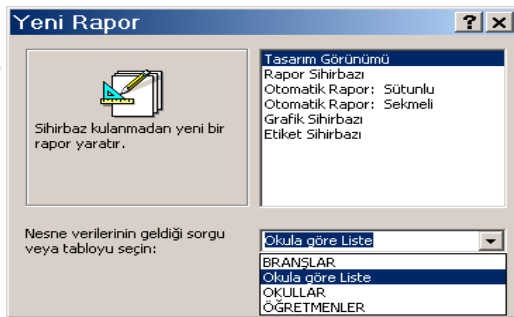 Yeni Rapor
Tasarım Görünümü
Rapor Sihirbazı
Otomatik Rapor: Sütunlu
Otomatik Rapor: Sekmeli
Grafik Sihirbazı
Etiket Sihirbazı
Sihirbaz kulanmadan yeni bir
rapor yaratır.
Nesne verilerinin geldiği sorgu
veya tabloyu seçin:
Okula göre Liste
BRANŞLAR
Okula göre Liste
OKULLAR
ÖĞRETMENLER